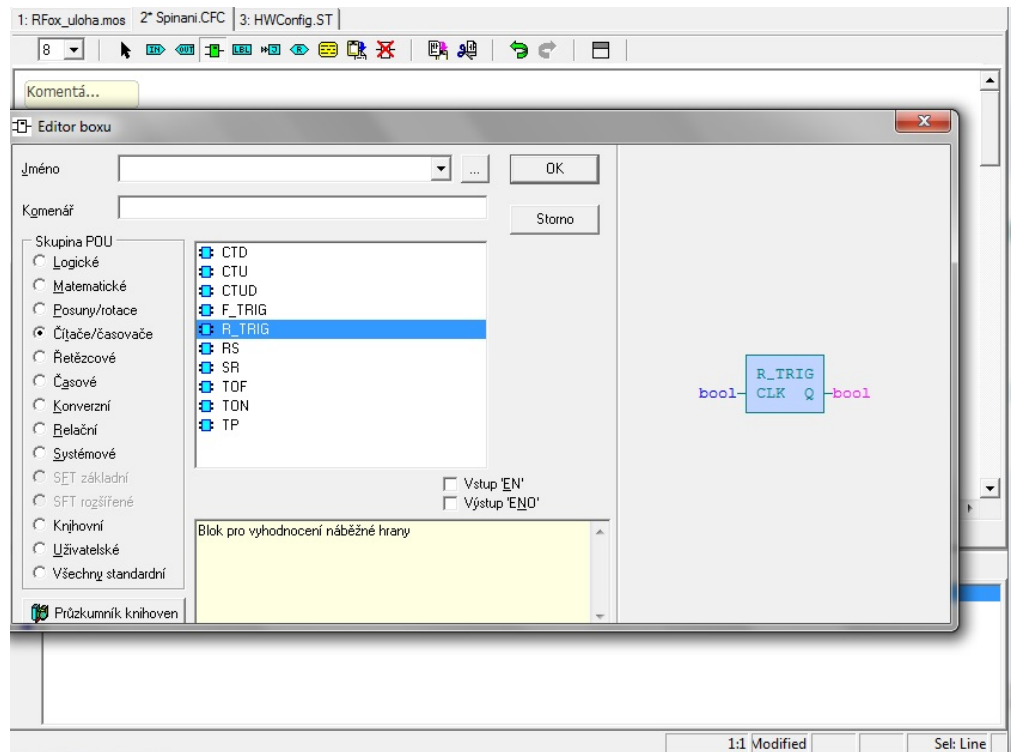 1: RFox_uloha.mos 2* Spinani.CFC 3: HWConfig.ST
8 IN> OUT LBL R
Komentá...
Editor boxu
Jméno
... OK
Komenář
Storno
Skupina POU
Logické
Matematické
Posuny/rotace
Čítače/časovače
Řetězcové
Časové
Konverzní
Relační
Systémové
SFT základní
SFT rozšířené
Knihovní
Uživatelské
Všechny standardní
Průzkumník knihoven
CTD
CTU
CTUD
F_TRIG
R_TRIG
RS
SR
TOF
TON
TP
Vstup 'EN'
Výstup 'ENO'
Blok pro vyhodnocení náběžné hrany
R_TRIG
bool CLK Q bool
1:1 Modified Sel: Line